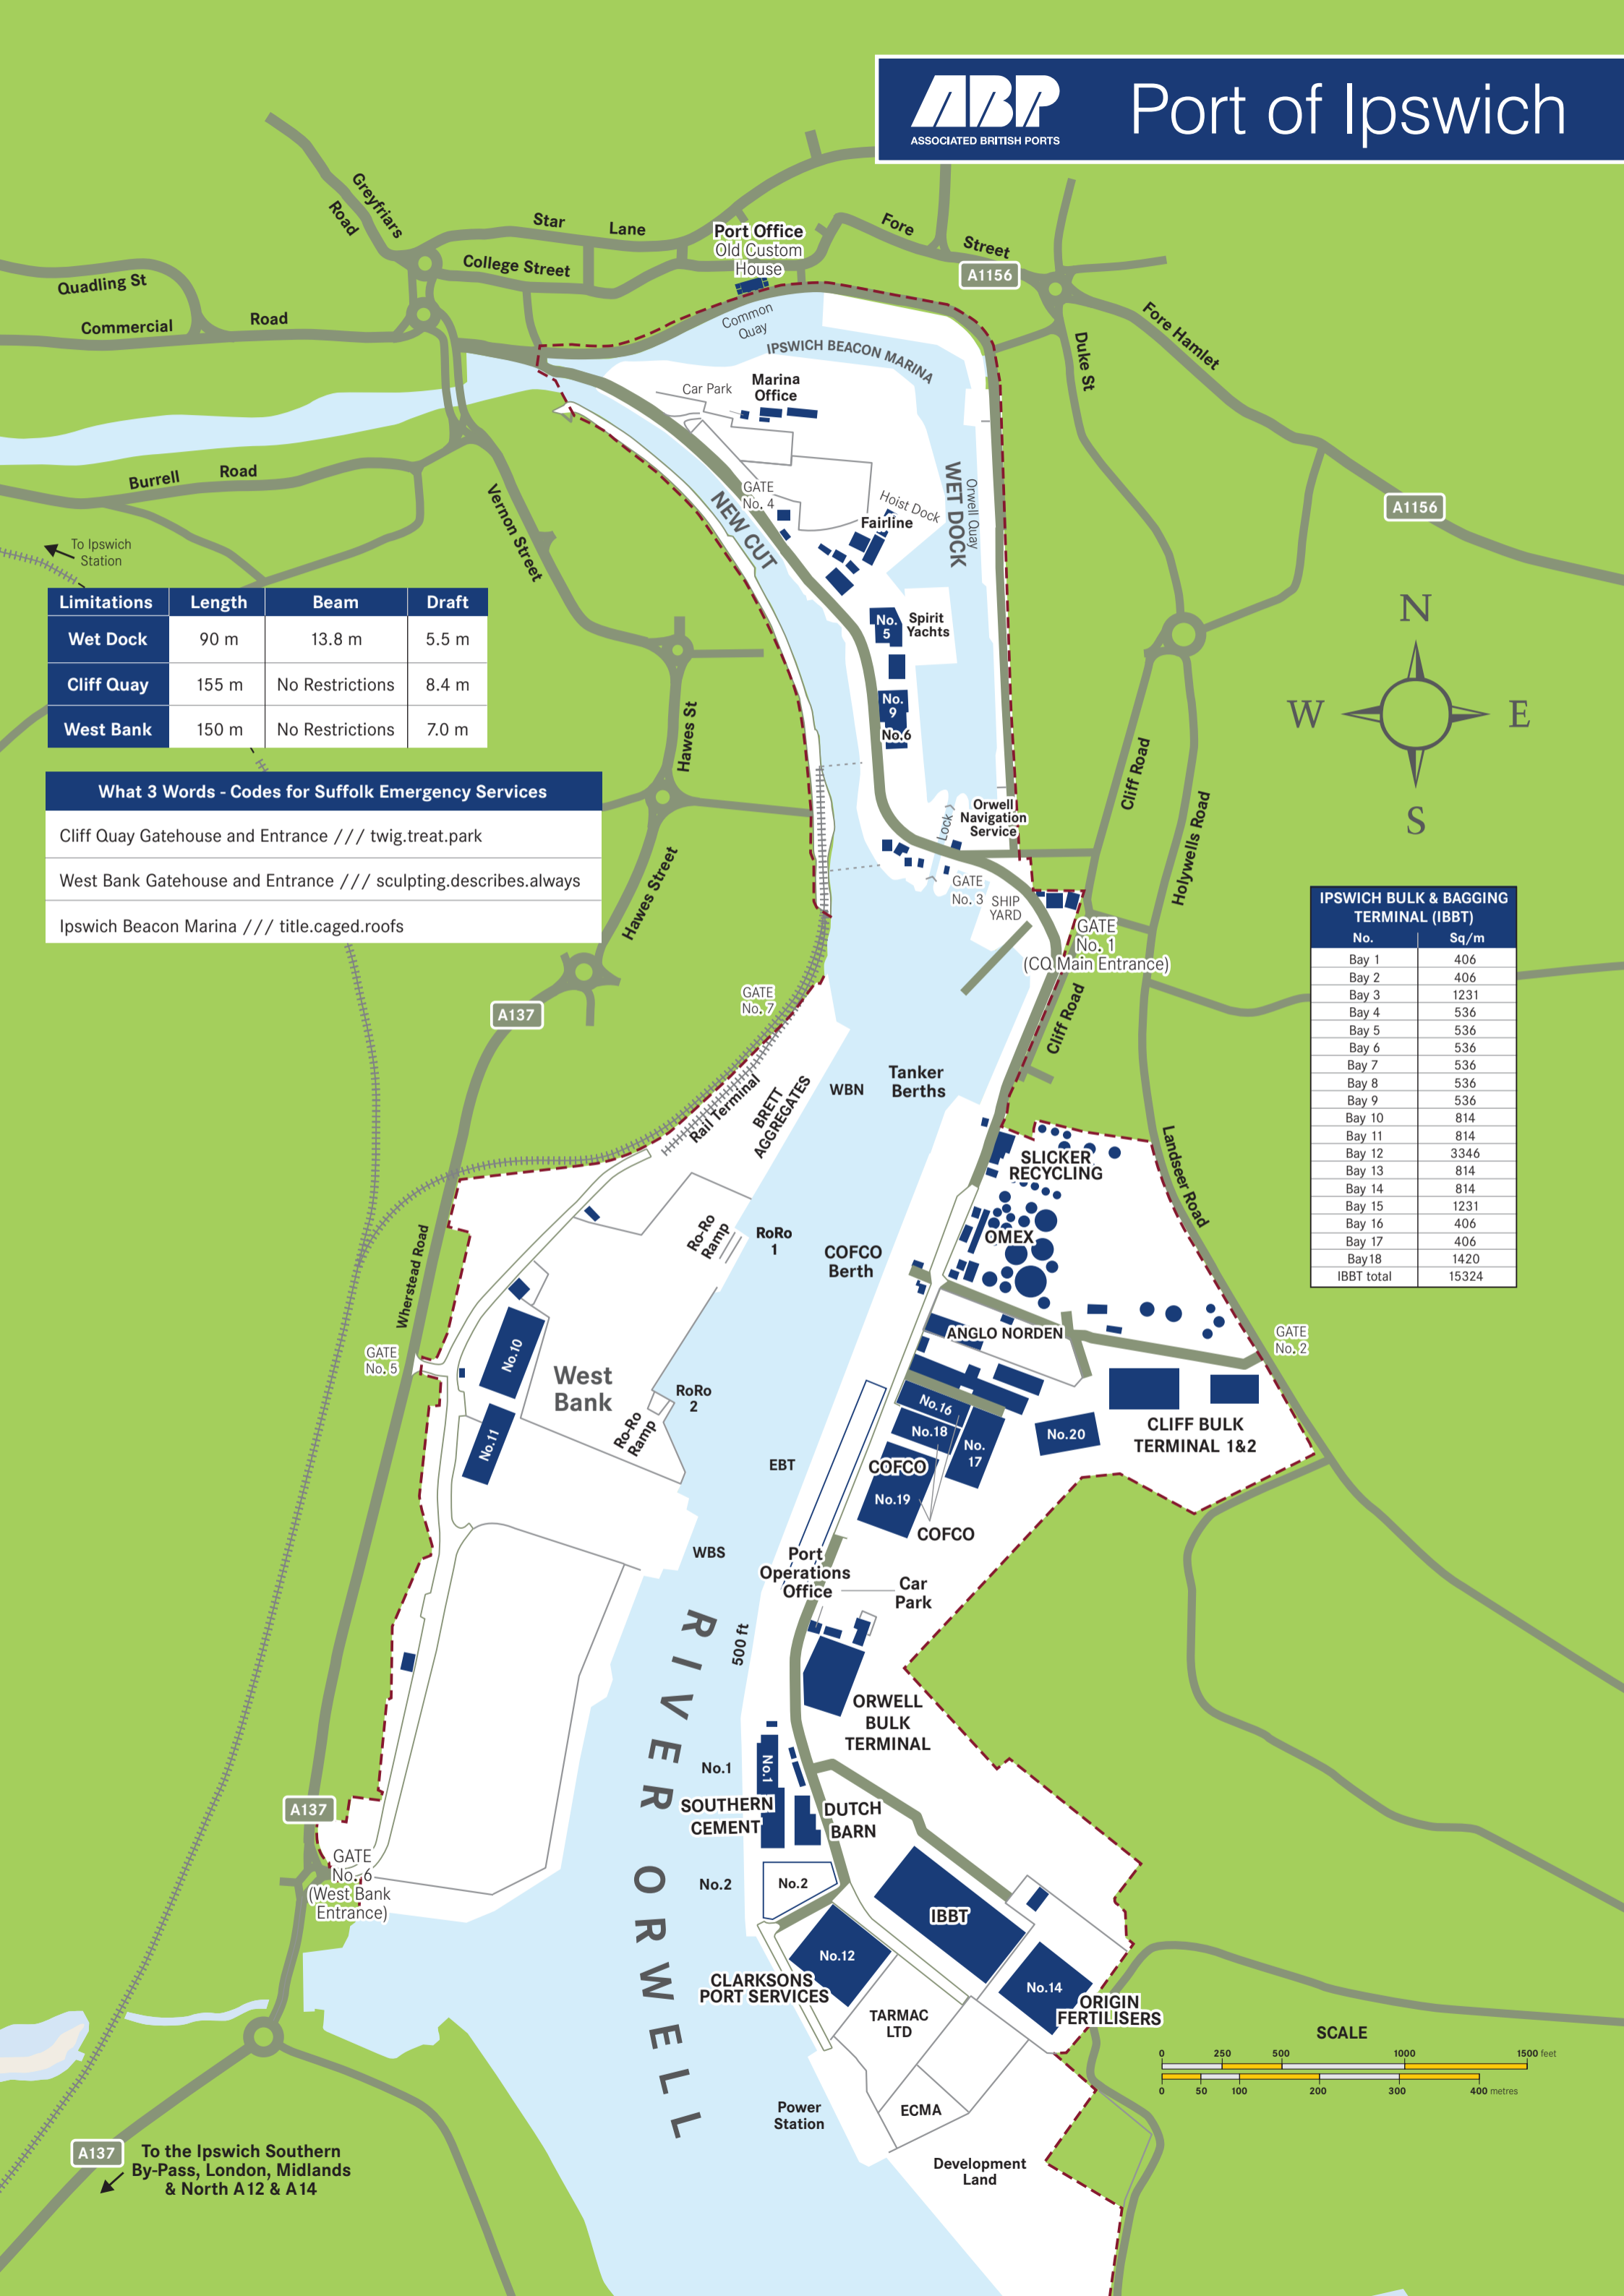 ABP
ASSOCIATED BRITISH PORTS
Port of Ipswich
Greyfriars
Road
Star Lane
College Street
Quadling St
Commercial Road
Port Office
Old Custom
House
Fore Street
A1156
Fore Hamlet
Duke St
Common
Quay
IPSWICH BEACON MARINA
Car Park
Marina
Office
Burrell Road
Vernon Street
NEW CUT
GATE
No. 4
Hoist Dock
Fairline
WET DOCK
Orwell Quay
A1156
To Ipswich
Station
Limitations Length Beam Draft
Wet Dock 90 m 13.8 m 5.5 m
Cliff Quay 155 m No Restrictions 8.4 m
West Bank 150 m No Restrictions 7.0 m
No.
5
Spirit
Yachts
No.
9
No.6
N
W E
S
Hawes St
Cliff Road
Holywells Road
What 3 Words - Codes for Suffolk Emergency Services
Cliff Quay Gatehouse and Entrance /// twig.treat.park
West Bank Gatehouse and Entrance /// sculpting.describes.always
Ipswich Beacon Marina /// title.caged.roofs
Hawes Street
Lock
Orwell
Navigation
Service
GATE
No. 3
SHIP
YARD
GATE
No. 1
(CQ Main Entrance)
Cliff Road
IPSWICH BULK & BAGGING
TERMINAL (IBBT)
No. Sq/m
Bay 1 406
Bay 2 406
Bay 3 1231
Bay 4 536
Bay 5 536
Bay 6 536
Bay 7 536
Bay 8 536
Bay 9 536
Bay 10 814
Bay 11 814
Bay 12 3346
Bay 13 814
Bay 14 814
Bay 15 1231
Bay 16 406
Bay 17 406
Bay18 1420
IBBT total 15324
A137
GATE
No. 7
Rail Terminal
BRETT
AGGREGATES
WBN
Tanker
Berths
SLICKER
RECYCLING
Landseer Road
Wherstead Road
Ro-Ro
Ramp
RoRo
1
COFCO
Berth
OMEX
ANGLO NORDEN
GATE
No. 2
GATE
No. 5
No.10
West
Bank
RoRo
2
Ro-Ro
Ramp
No.11
No.16
No.18
No.
17
No.20
CLIFF BULK
TERMINAL 1&2
EBT
COFCO
No.19
COFCO
WBS
Port
Operations
Office
Car
Park
500 ft
RIVER ORWELL
ORWELL
BULK
TERMINAL
No.1
No.1
SOUTHERN
CEMENT
DUTCH
BARN
A137
GATE
No. 6
(West Bank
Entrance)
No.2
No.2
IBBT
No.12
CLARKSONS
PORT SERVICES
No.14
ORIGIN
FERTILISERS
TARMAC
LTD
SCALE
0 250 500 1000 1500 feet
0 50 100 200 300 400 metres
ECMA
Power
Station
Development
Land
A137
To the Ipswich Southern
By-Pass, London, Midlands
& North A12 & A14